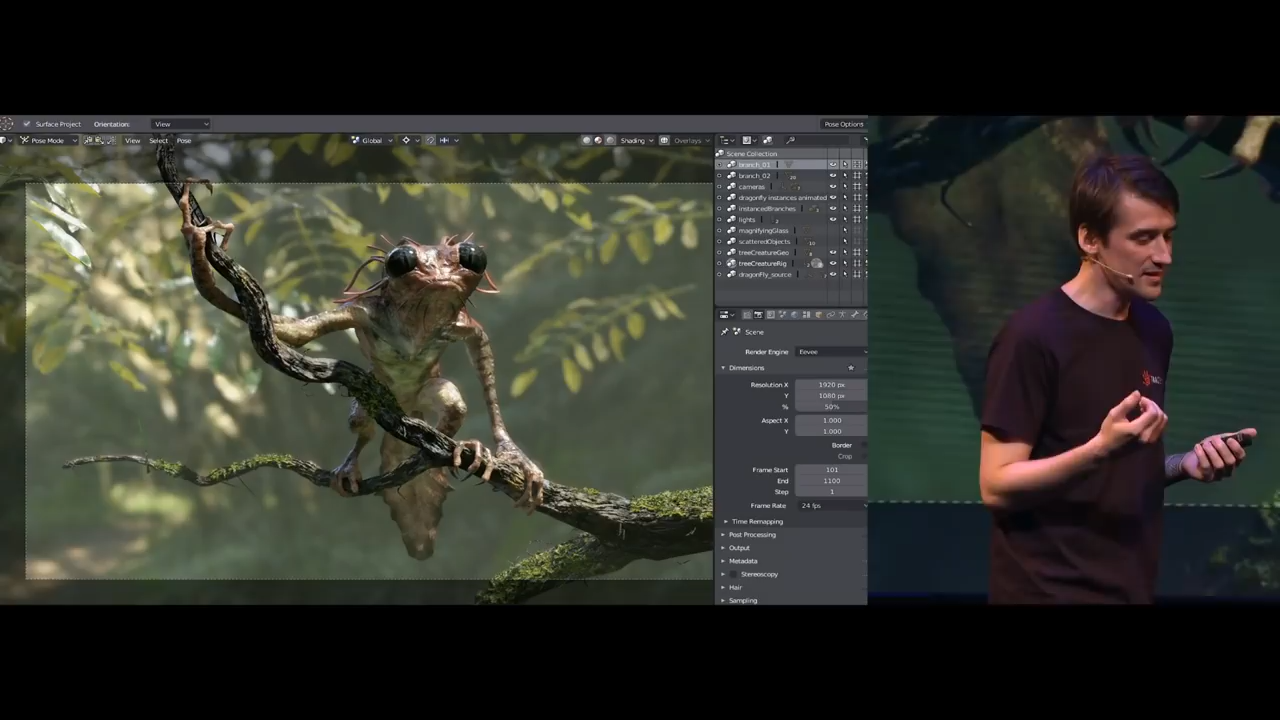 Surface Project Orientation: View
Pose Options
Pose Mode View Select Pose Global Shading Overlays
Scene Collection
branch_01
branch_02
cameras
dragonfly instances animated
instancedBranches
lights
magnifyingGlass
scatteredObjects
treeCreatureGeo
treeCreatureRig
dragonFly_source
Scene
Render Engine Eevee
Dimensions
Resolution X 1920 px
Y 1080 px
% 50%
Aspect X 1.000
Y 1.000
Border
Crop
Frame Start 101
End 1100
Step 1
Frame Rate 24 fps
Time Remapping
Post Processing
Output
Metadata
Stereoscopy
Hair
Sampling